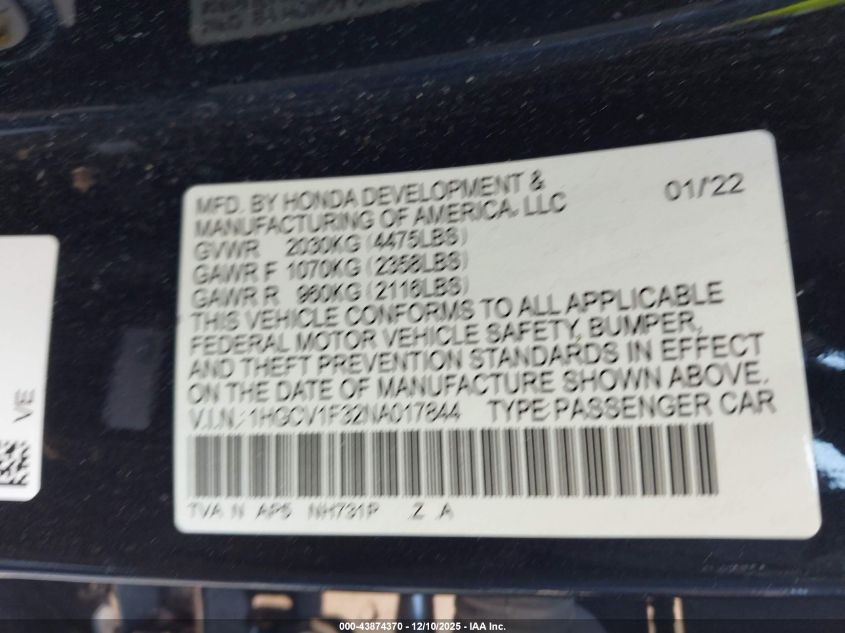 MFD. BY HONDA DEVELOPMENT &
MANUFACTURING OF AMERICA, LLC
01/22
GVWR 2030KG (4475LBS)
GAWR F 1070KG (2358LBS)
GAWR R 960KG (2116LBS)
THIS VEHICLE CONFORMS TO ALL APPLICABLE
FEDERAL MOTOR VEHICLE SAFETY, BUMPER,
AND THEFT PREVENTION STANDARDS IN EFFECT
ON THE DATE OF MANUFACTURE SHOWN ABOVE.
V.I.N.: 1HGCV1F32NA017844 TYPE:PASSENGER CAR
TVA N AP5 NH731P Z A
VE
000-43874370 — 12/10/2025 — IAA Inc.